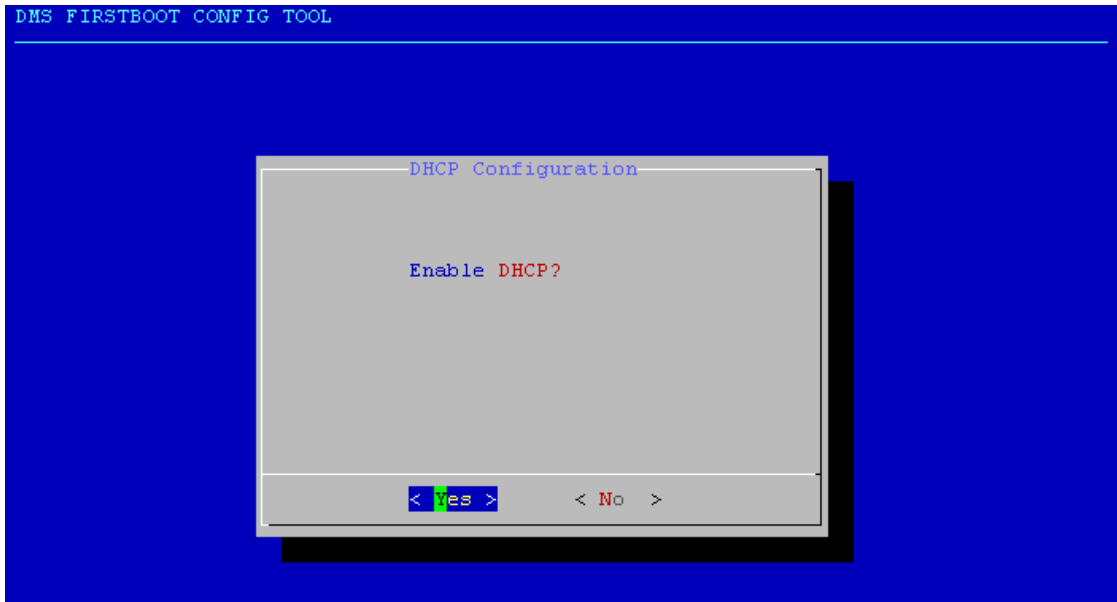 DMS FIRSTBOOT CONFIG TOOL
DHCP Configuration
Enable DHCP?
< Yes > < No >